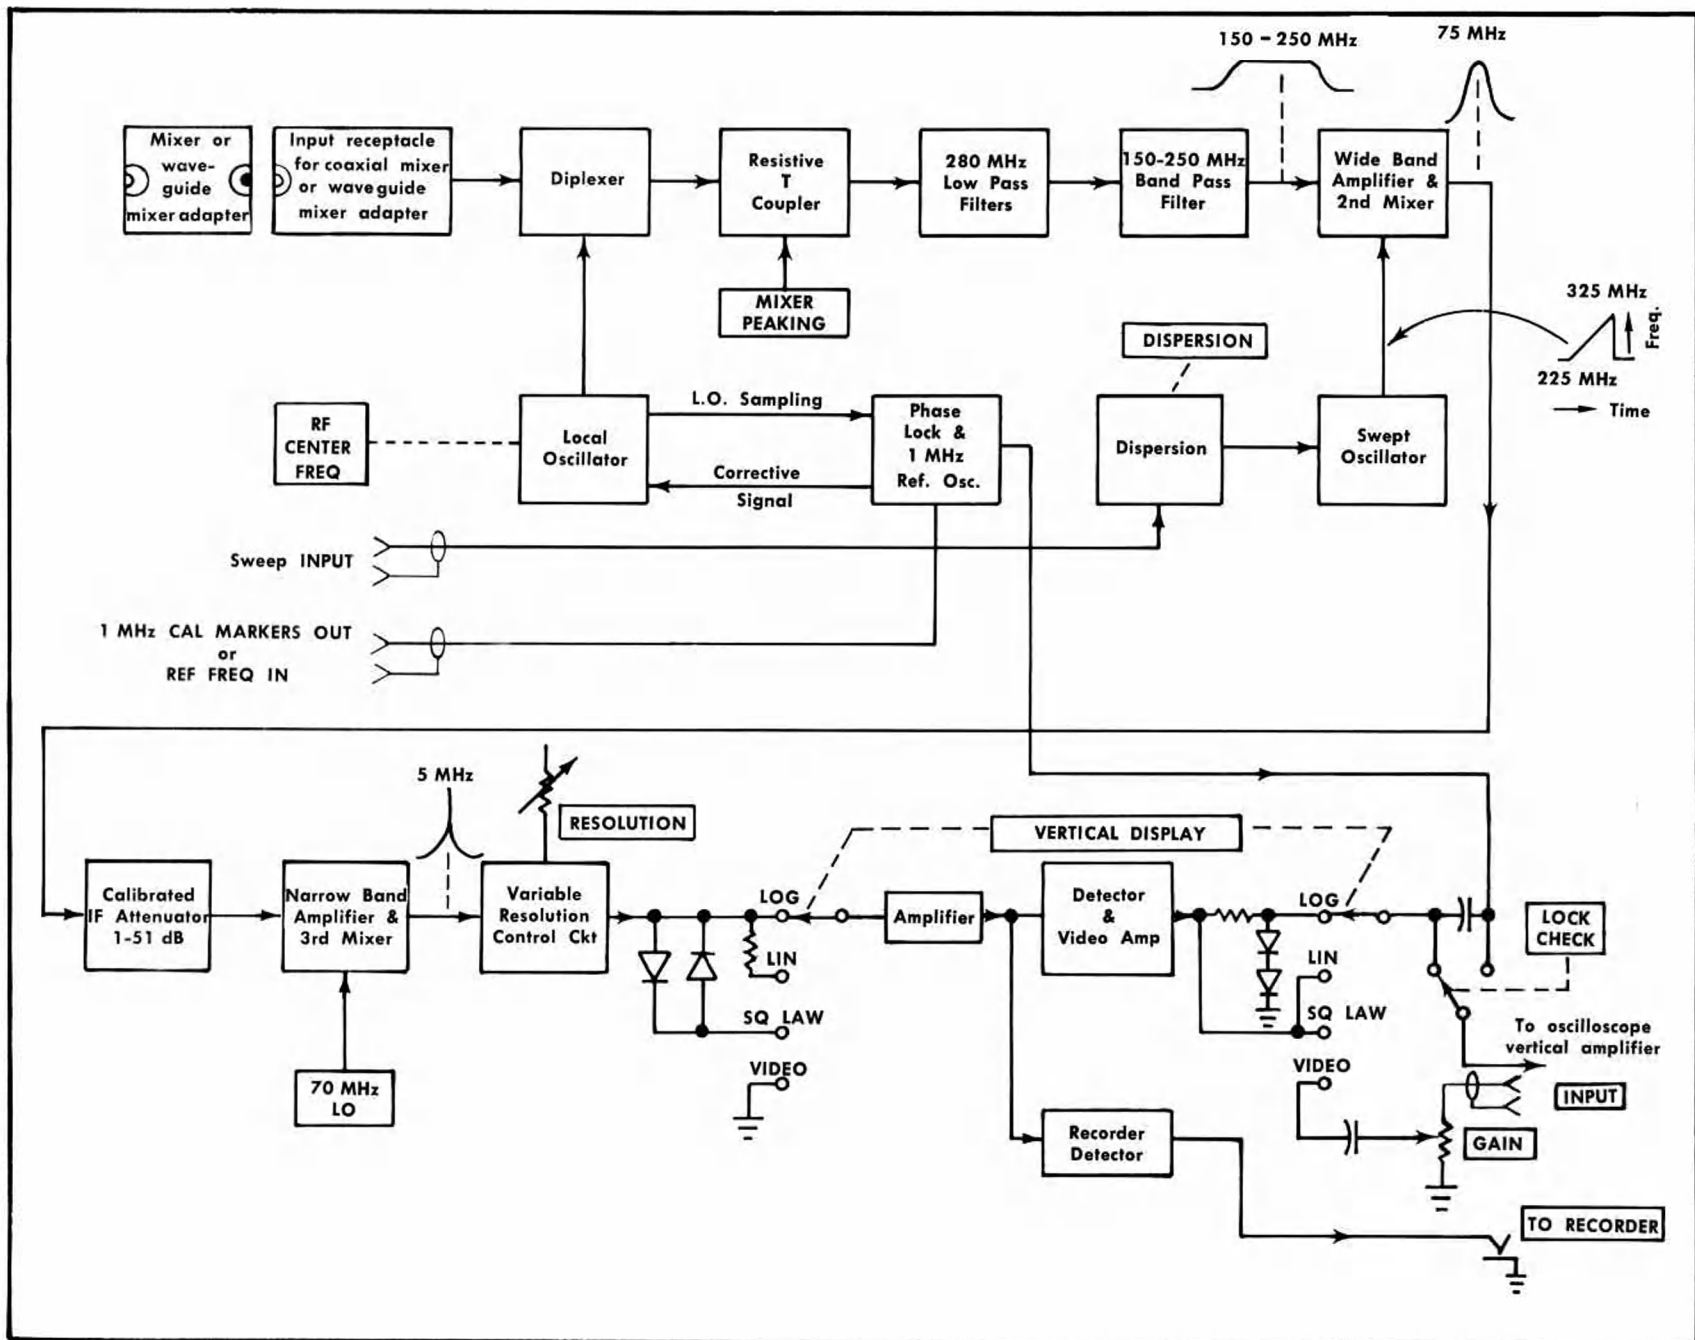 150 - 250 MHz
75 MHz
Mixer or
wave-
guide
mixer adapter
Input receptacle
for coaxial mixer
or waveguide
mixer adapter
Diplexer
Resistive
T
Coupler
280 MHz
Low Pass
Filters
150-250 MHz
Band Pass
Filter
Wide Band
Amplifier &
2nd Mixer
MIXER
PEAKING
325 MHz
Freq.
225 MHz
Time
DISPERSION
RF
CENTER
FREQ
Local
Oscillator
L.O. Sampling
Corrective
Signal
Phase
Lock &
1 MHz
Ref. Osc.
Dispersion
Swept
Oscillator
Sweep INPUT
1 MHz CAL MARKERS OUT
or
REF FREQ IN
5 MHz
RESOLUTION
VERTICAL DISPLAY
Calibrated
IF Attenuator
1-51 dB
Narrow Band
Amplifier &
3rd Mixer
Variable
Resolution
Control Ckt
LOG
LIN
SQ LAW
VIDEO
Amplifier
Detector
&
Video Amp
LOG
LIN
SQ LAW
VIDEO
LOCK
CHECK
To oscilloscope
vertical amplifier
INPUT
GAIN
70 MHz
LO
Recorder
Detector
TO RECORDER